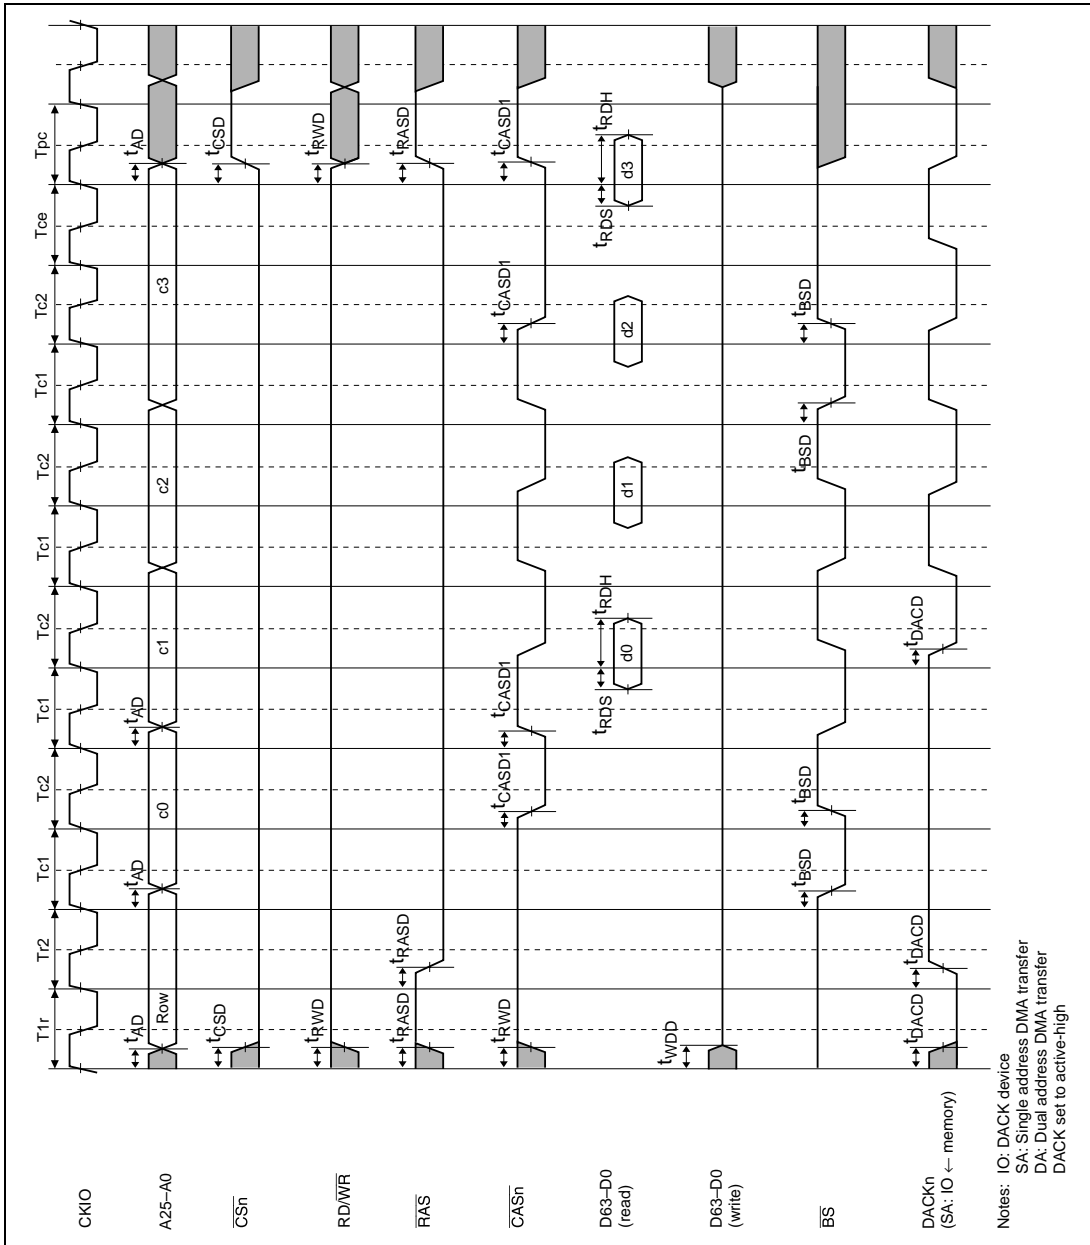 T1r Tr2 Tc1 Tc2 Tc1 Tc2 Tc1 Tc2 Tc1 Tc2 Tce Tpc
CKIO
tAD tAD tAD tAD
A25–A0 Row c0 c1 c2 c3
tCSD tCSD
CSn
tRWD tRWD
RD/WR
tRASD tRASD tRASD
RAS
tRWD tCASD1 tCASD1 tCASD1 tCASD1
CASn
tRDS tRDH tRDS tRDH
D63–D0 d0 d1 d2 d3
(read)
tWDD
D63–D0
(write)
tBSD tBSD tBSD tBSD
BS
tDACD tDACD tDACD
DACKn
(SA: IO ← memory)
Notes: IO: DACK device
SA: Single address DMA transfer
DA: Dual address DMA transfer
DACK set to active-high